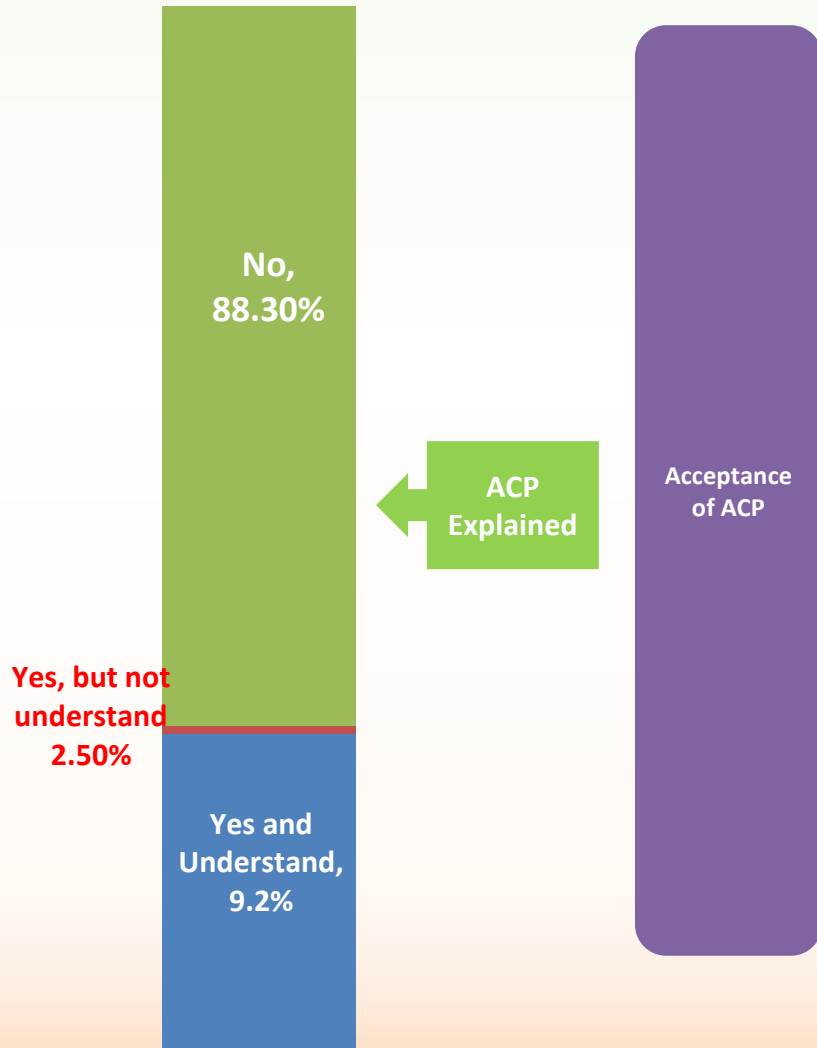 No,
88.30%
ACP
Explained
Acceptance
of ACP
Yes, but not
understand
2.50%
Yes and
Understand,
9.2%